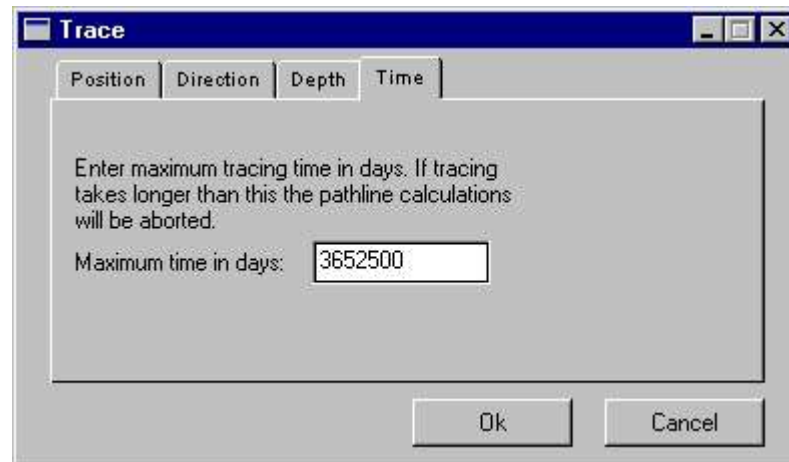 Trace
Position Direction Depth Time
Enter maximum tracing time in days. If tracing
takes longer than this the pathline calculations
will be aborted.
Maximum time in days: 3652500
Ok Cancel